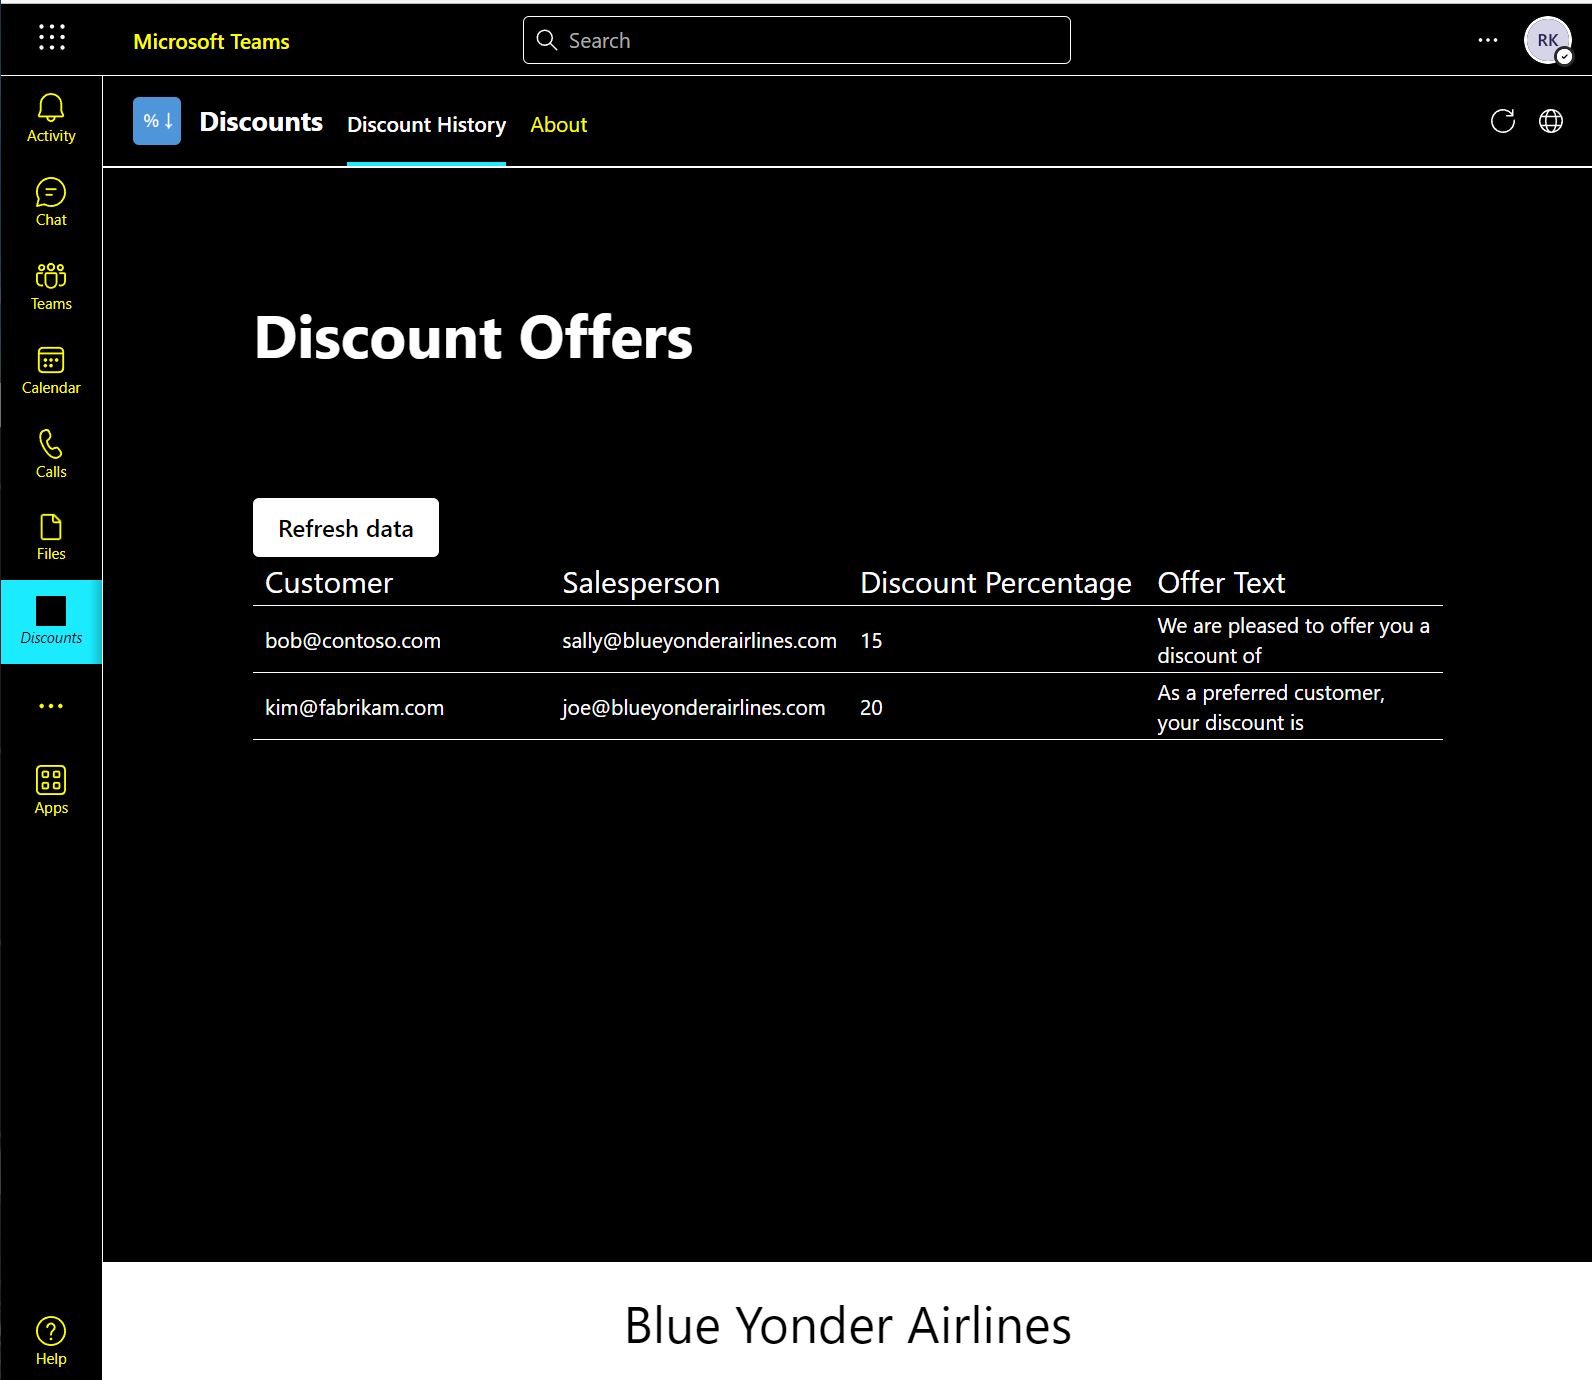 Microsoft Teams
Search
RK
Activity
Chat
Teams
Calendar
Calls
Files
Discounts
Apps
Help
%↓
Discounts
Discount History
About
Discount Offers
Refresh data
Customer Salesperson Discount Percentage Offer Text
bob@contoso.com sally@blueyonderairlines.com 15 We are pleased to offer you a
discount of
kim@fabrikam.com joe@blueyonderairlines.com 20 As a preferred customer,
your discount is
Blue Yonder Airlines